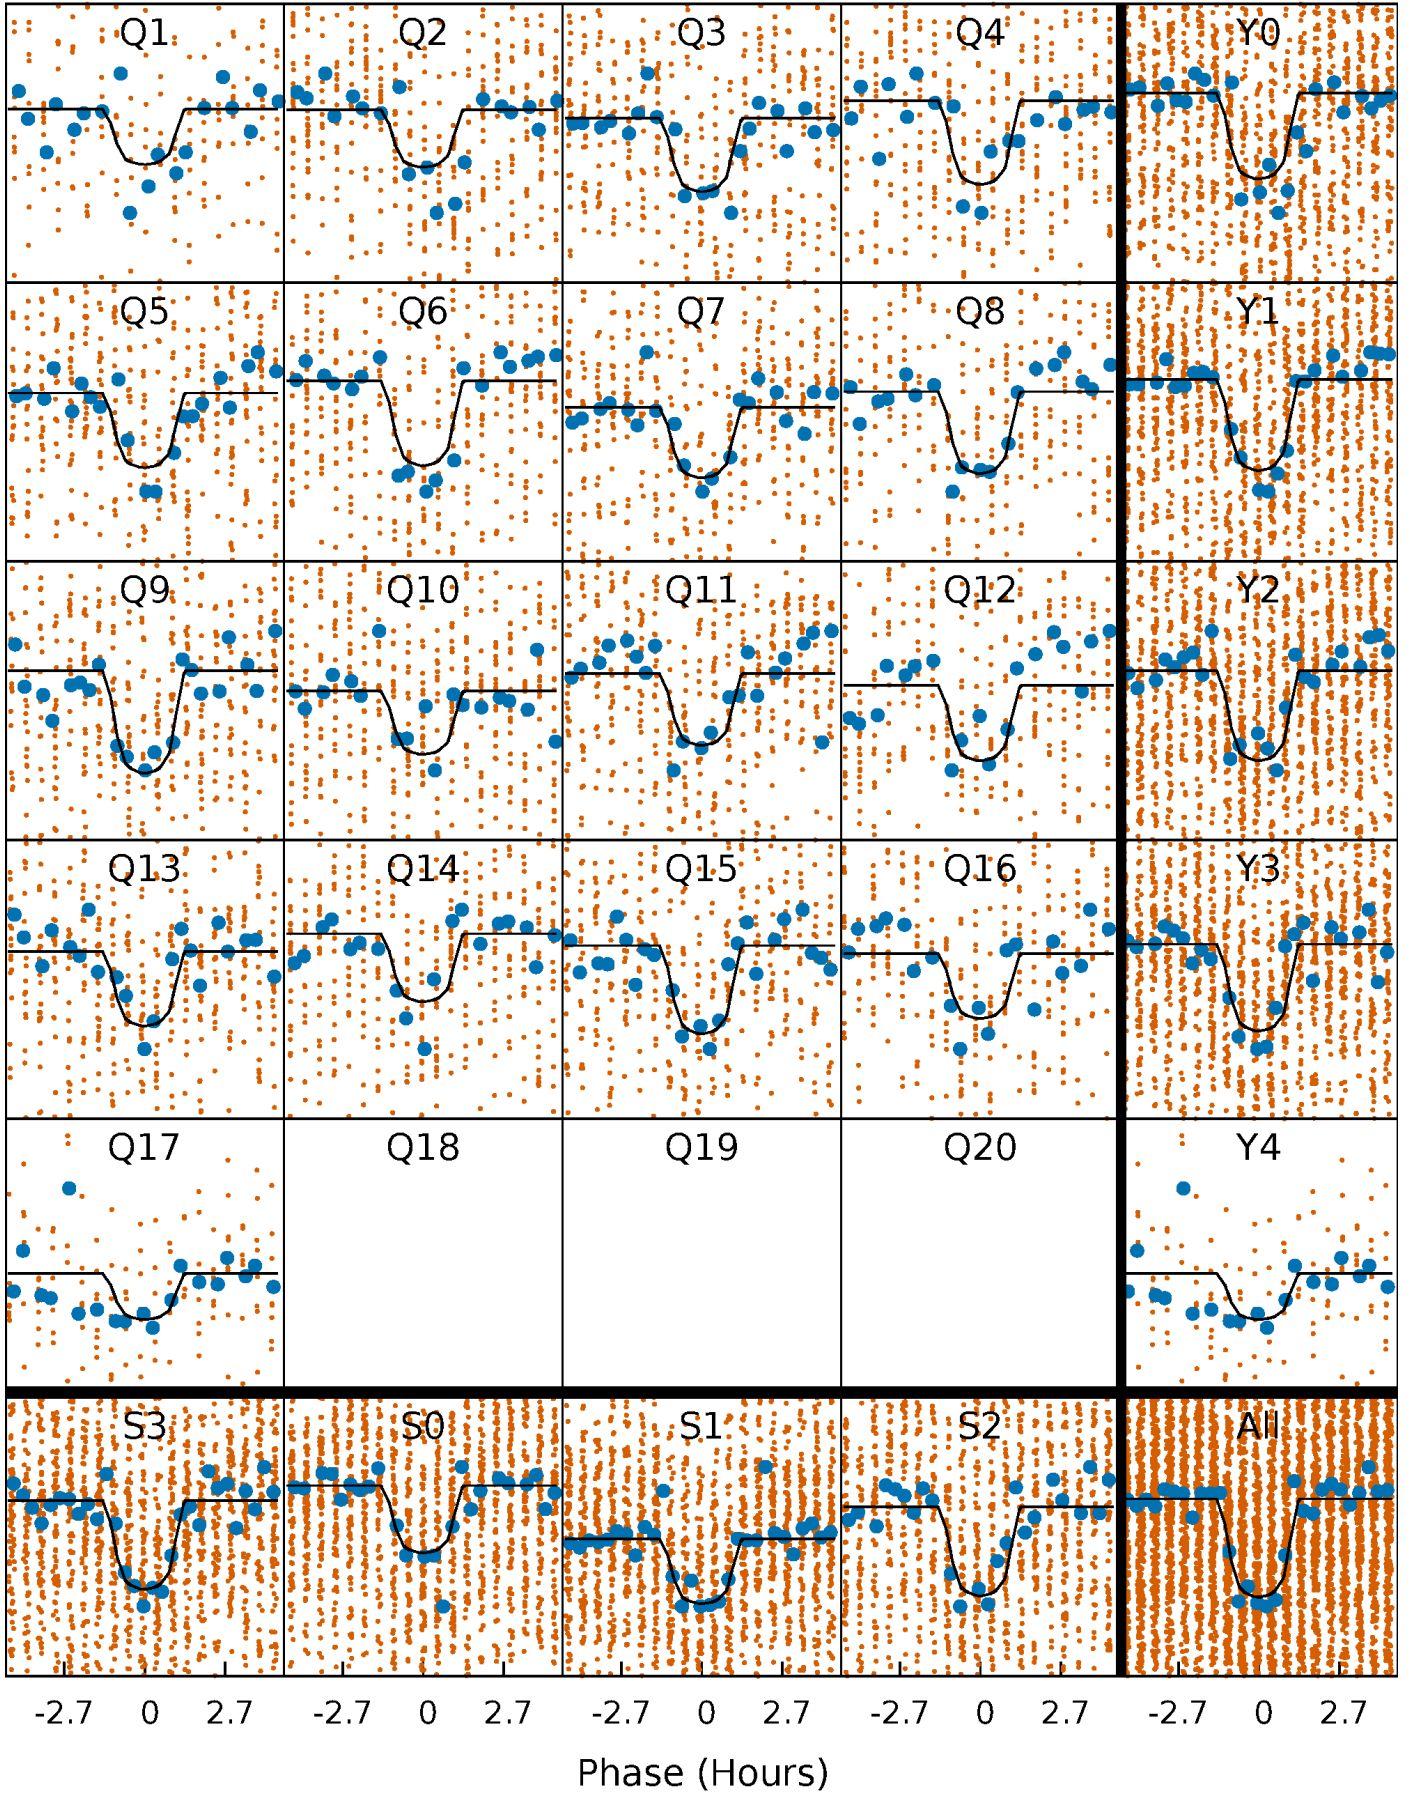 Q1 Q2 Q3 Q4 Y0
Q5 Q6 Q7 Q8 Y1
Q9 Q10 Q11 Q12 Y2
Q13 Q14 Q15 Q16 Y3
Q17 Q18 Q19 Q20 Y4
S3 S0 S1 S2 All
-2.7 0 2.7 -2.7 0 2.7 -2.7 0 2.7 -2.7 0 2.7 -2.7 0 2.7
Phase (Hours)